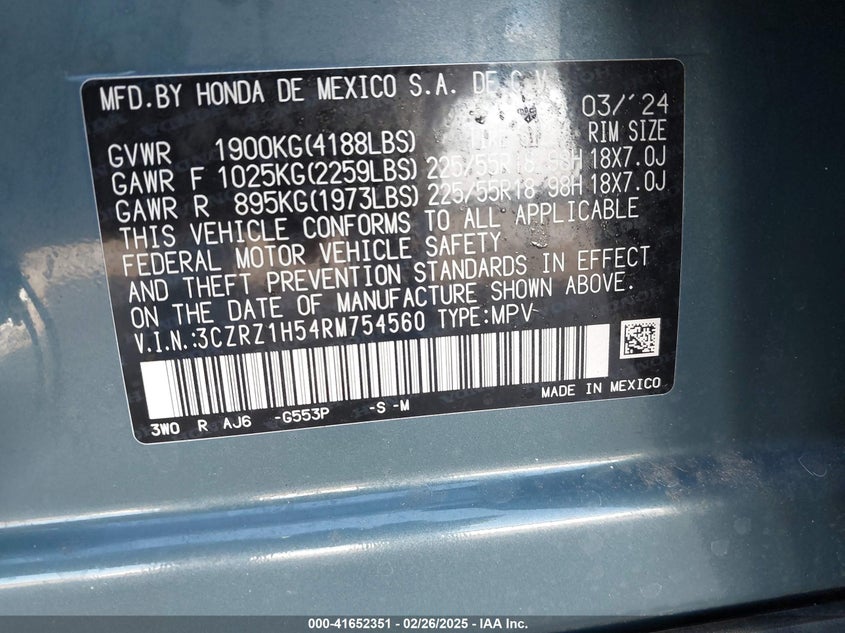 MFD.BY HONDA DE MEXICO S.A. DE C.V.
03/'24
TIRE RIM SIZE
GVWR 1900KG(4188LBS)
GAWR F 1025KG(2259LBS) 225/55R18 98H 18X7.0J
GAWR R 895KG(1973LBS) 225/55R18 98H 18X7.0J
THIS VEHICLE CONFORMS TO ALL APPLICABLE
FEDERAL MOTOR VEHICLE SAFETY
AND THEFT PREVENTION STANDARDS IN EFFECT
ON THE DATE OF MANUFACTURE SHOWN ABOVE.
V.I.N.:3CZRZ1H54RM754560 TYPE:MPV
MADE IN MEXICO
3WO R AJ6 -G553P -S -M
000-41652351 - 02/26/2025 - IAA Inc.